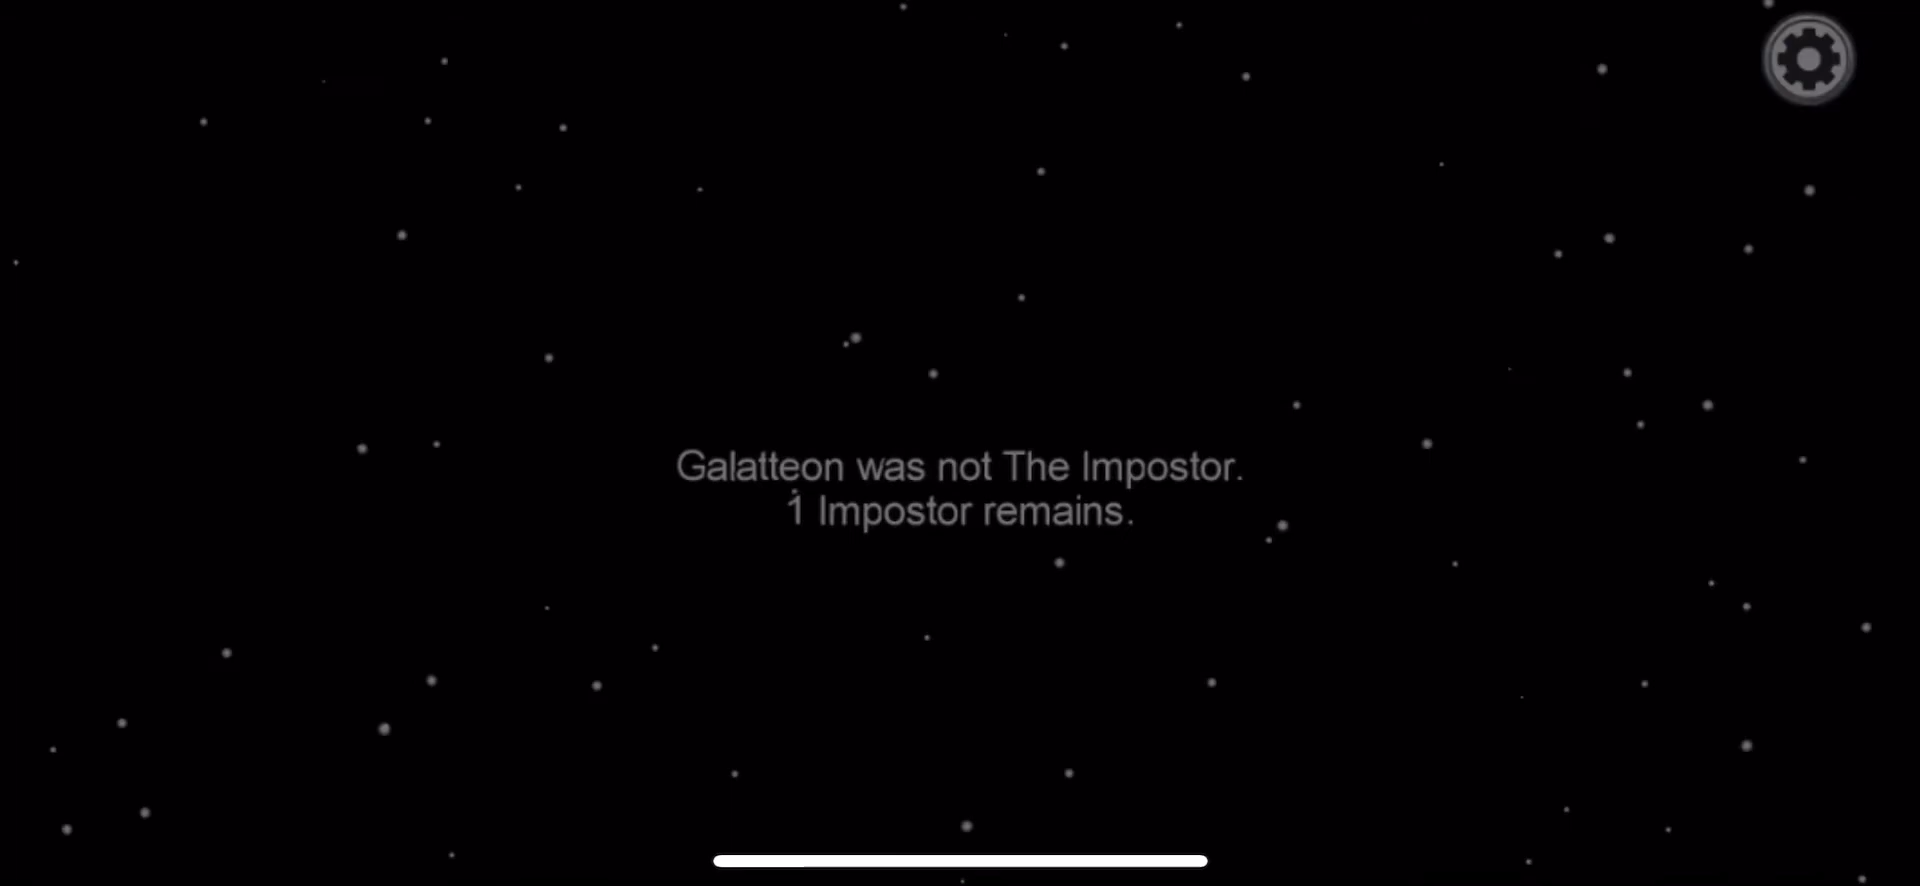 Galatteon was not The Impostor.
1 Impostor remains.